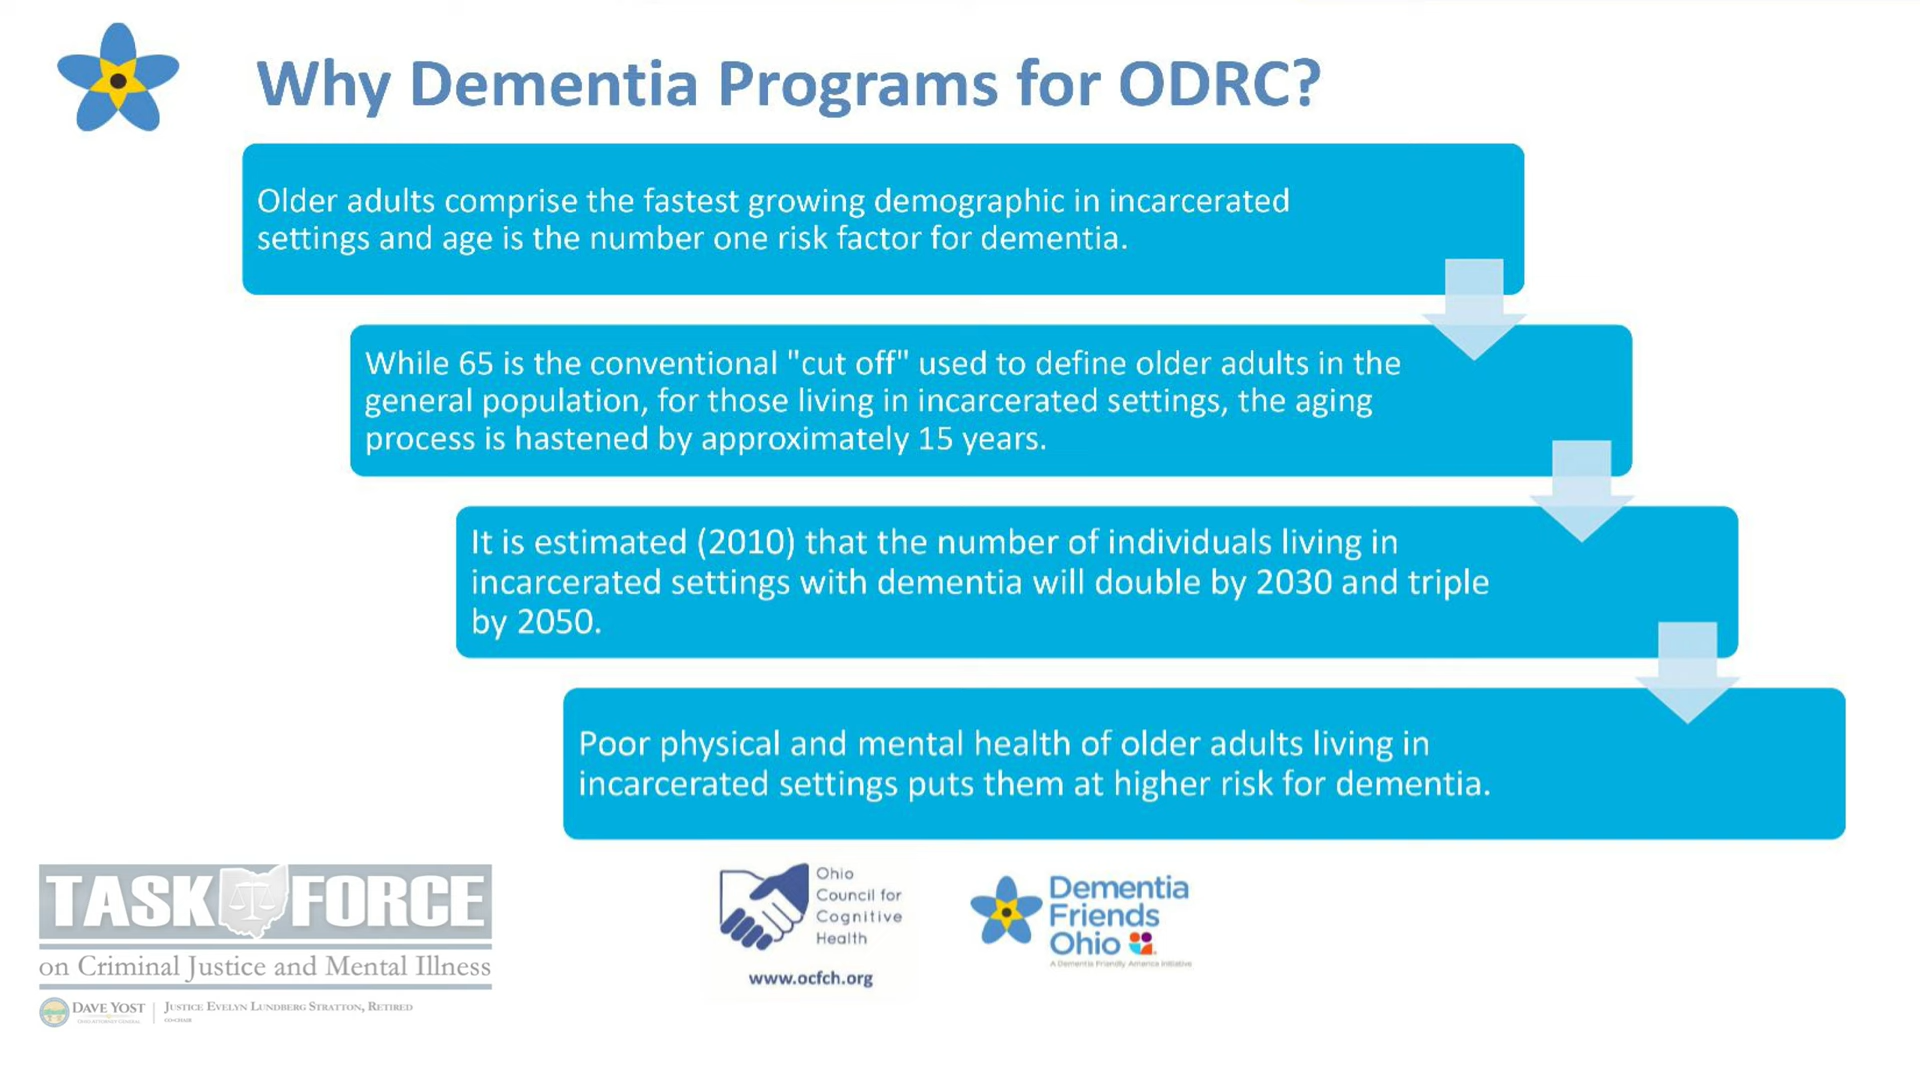 Why Dementia Programs for ODRC?
Older adults comprise the fastest growing demographic in incarcerated
settings and age is the number one risk factor for dementia.
While 65 is the conventional "cut off" used to define older adults in the
general population, for those living in incarcerated settings, the aging
process is hastened by approximately 15 years.
It is estimated (2010) that the number of individuals living in
incarcerated settings with dementia will double by 2030 and triple
by 2050.
Poor physical and mental health of older adults living in
incarcerated settings puts them at higher risk for dementia.
TASK FORCE
on Criminal Justice and Mental Illness
DAVE YOST
OHIO ATTORNEY GENERAL
JUSTICE EVELYN LUNDBERG STRATTON, RETIRED
CO-CHAIR
Ohio
Council for
Cognitive
Health
www.ocfch.org
Dementia
Friends
Ohio
A Dementia Friendly America Initiative